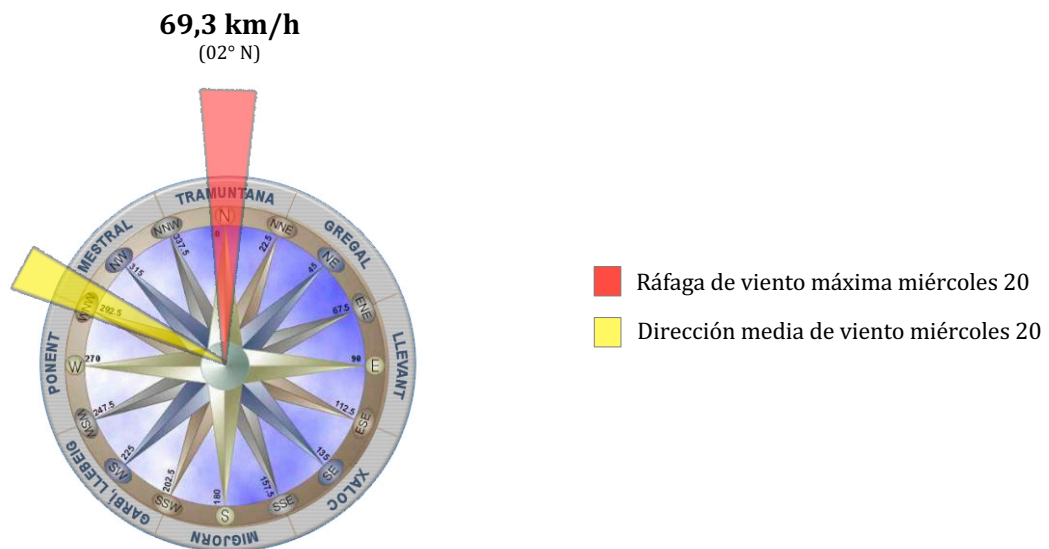 69,3 km/h
(02° N)
TRAMUNTANA
GREGAL
LLEVANT
XALOC
MIGJORN
GARBÍ, LLEBEIG
PONENT
MESTRAL
N
NNE
NE
ENE
E
ESE
SE
SSE
S
SSW
SW
WSW
W
WNW
NW
NNW
0
22.5
45
67.5
90
112.5
135
157.5
180
202.5
225
247.5
270
292.5
315
337.5
Ráfaga de viento máxima miércoles 20
Dirección media de viento miércoles 20